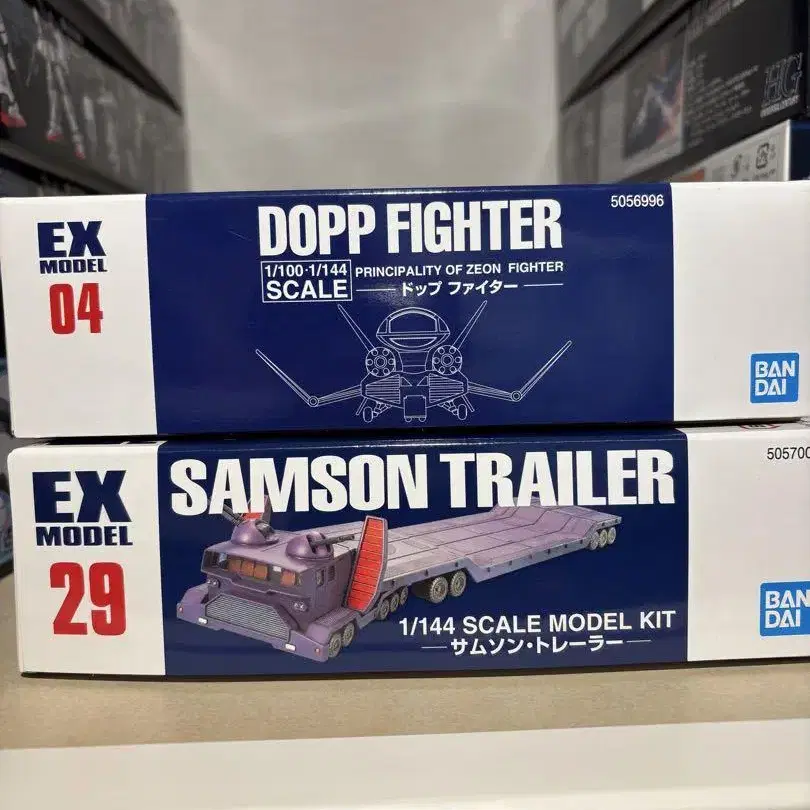 HG
DOPP FIGHTER
5056996
EX
MODEL
04
1/100·1/144
SCALE
PRINCIPALITY OF ZEON FIGHTER
ドップ ファイター
BAN
DAI
SAMSON TRAILER
505700
EX
MODEL
29
1/144 SCALE MODEL KIT
サムソン・トレーラー
BAN
DAI